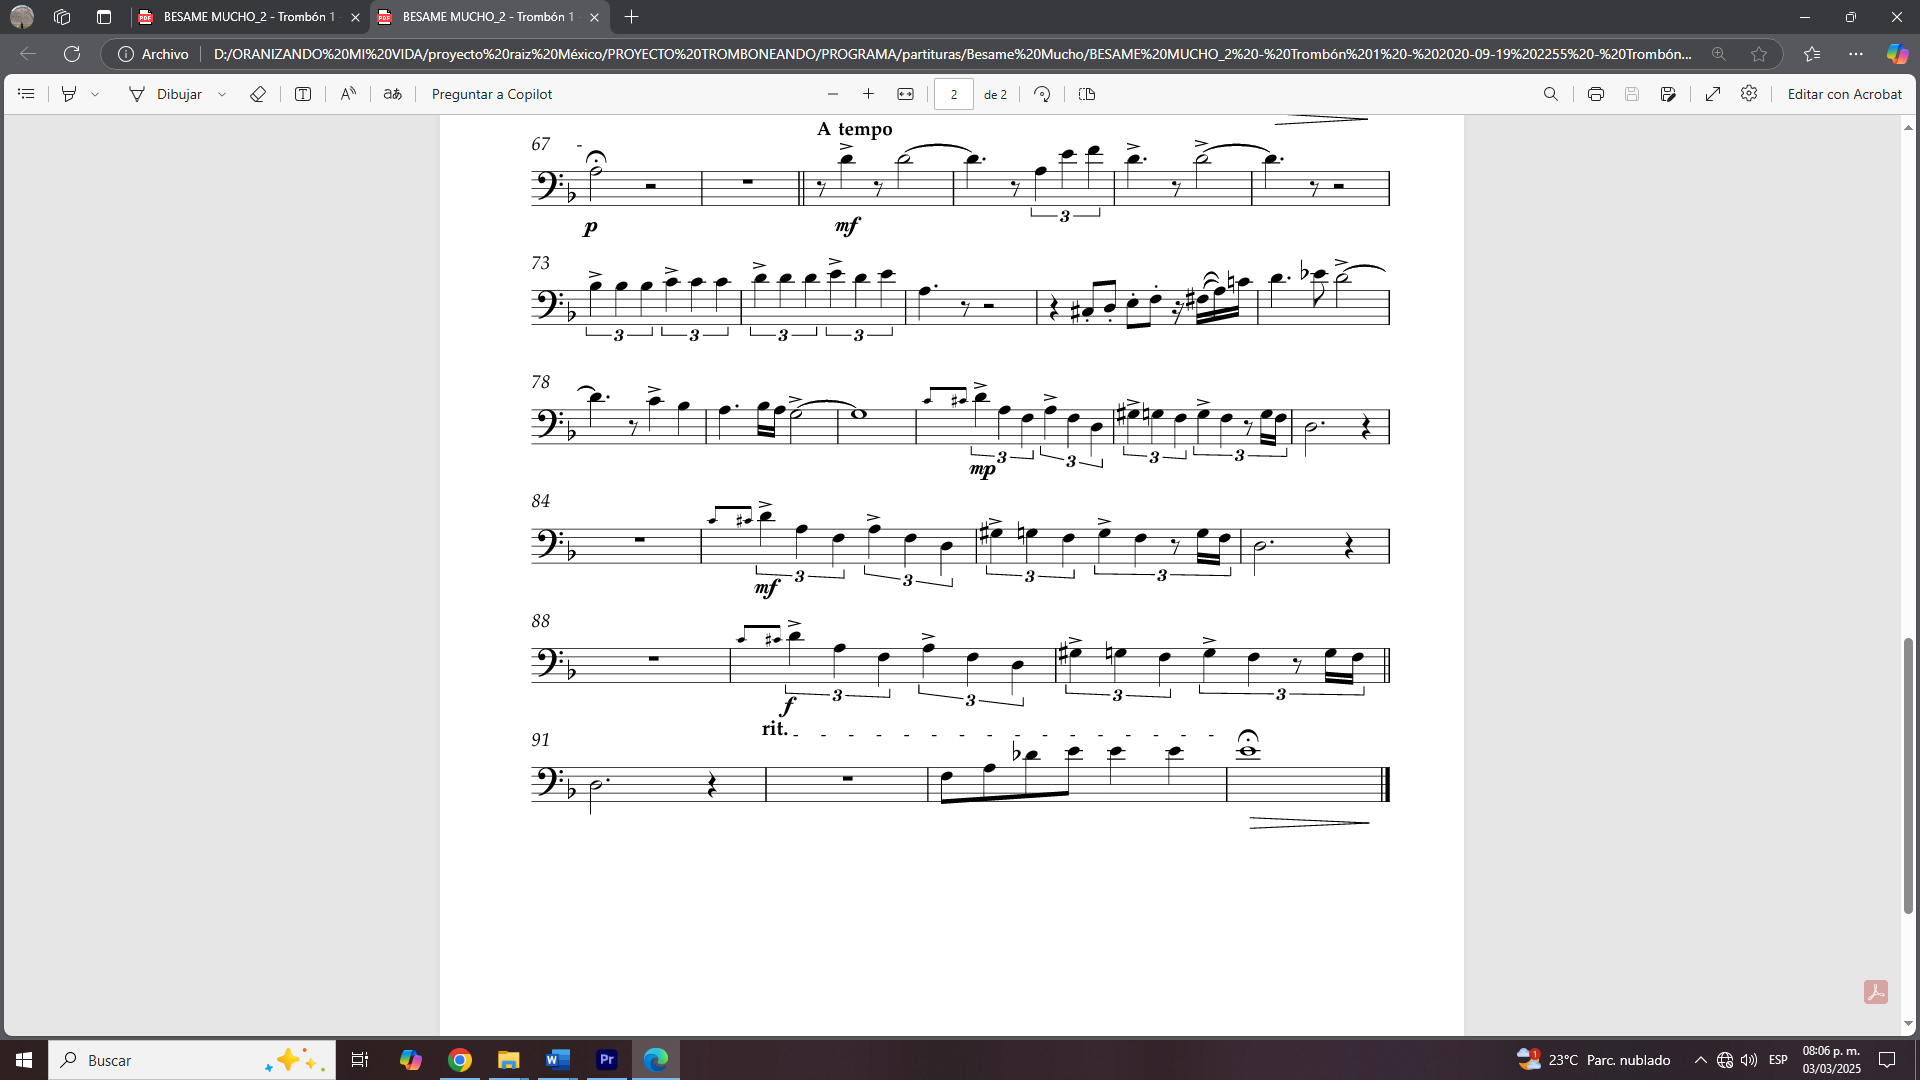 BESAME MUCHO_2 - Trombón 1 -
BESAME MUCHO_2 - Trombón 1 -
Archivo
D:/ORANIZANDO%20MI%20VIDA/proyecto%20raiz%20México/PROYECTO%20TROMBONEANDO/PROGRAMA/partituras/Besame%20Mucho/BESAME%20MUCHO_2%20-%20Trombón%201%20-%202020-09-19%202255%20-%20Trombón...
Dibujar
aあ
Preguntar a Copilot
2
de 2
Editar con Acrobat
A tempo
67
p
mf
3
73
3 3 3 3
78
mp
3 3 3 3
84
mf
3 3 3 3
88
f
3 3 3 3
rit.
91
Buscar
Pr
1
23°C Parc. nublado
ESP
08:06 p. m.
03/03/2025